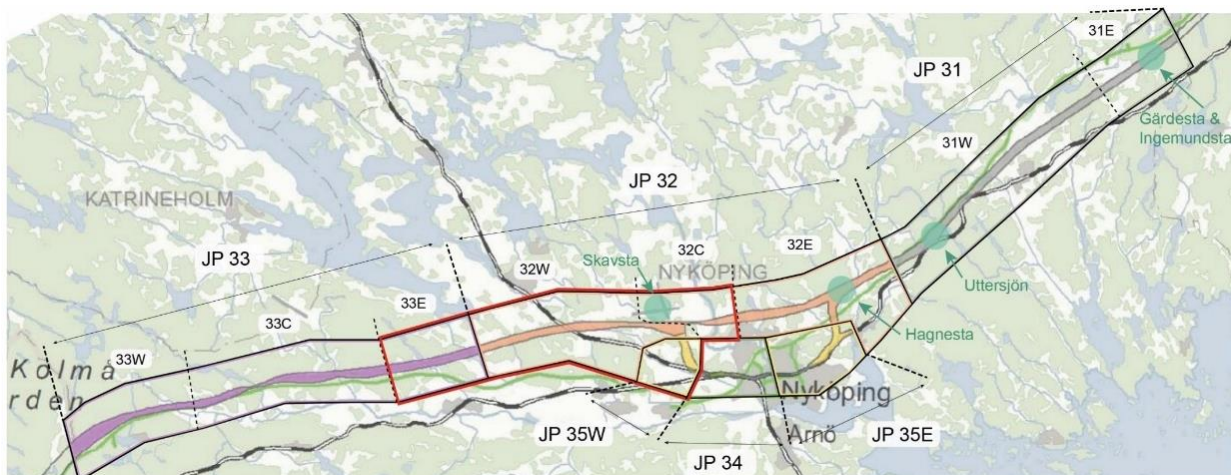 31E
JP 31
Gärdesta &
Ingemundsta
31W
JP 32
KATRINEHOLM
JP 33
32C
32E
Skavsta
NYKÖPING
32W
Uttersjön
33E
Hagnesta
33C
33W
Kolmå
rden
Nyköping
JP 35W
Arnö
JP 35E
JP 34